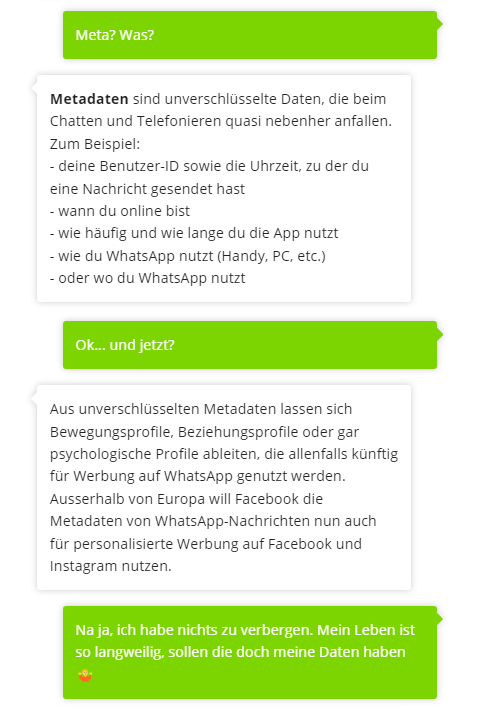 Meta? Was?
Metadaten sind unverschlüsselte Daten, die beim
Chatten und Telefonieren quasi nebenher anfallen.
Zum Beispiel:
- deine Benutzer-ID sowie die Uhrzeit, zu der du
eine Nachricht gesendet hast
- wann du online bist
- wie häufig und wie lange du die App nutzt
- wie du WhatsApp nutzt (Handy, PC, etc.)
- oder wo du WhatsApp nutzt
Ok... und jetzt?
Aus unverschlüsselten Metadaten lassen sich
Bewegungsprofile, Beziehungsprofile oder gar
psychologische Profile ableiten, die allenfalls künftig
für Werbung auf WhatsApp genutzt werden.
Ausserhalb von Europa will Facebook die
Metadaten von WhatsApp-Nachrichten nun auch
für personalisierte Werbung auf Facebook und
Instagram nutzen.
Na ja, ich habe nichts zu verbergen. Mein Leben ist
so langweilig, sollen die doch meine Daten haben
🤷